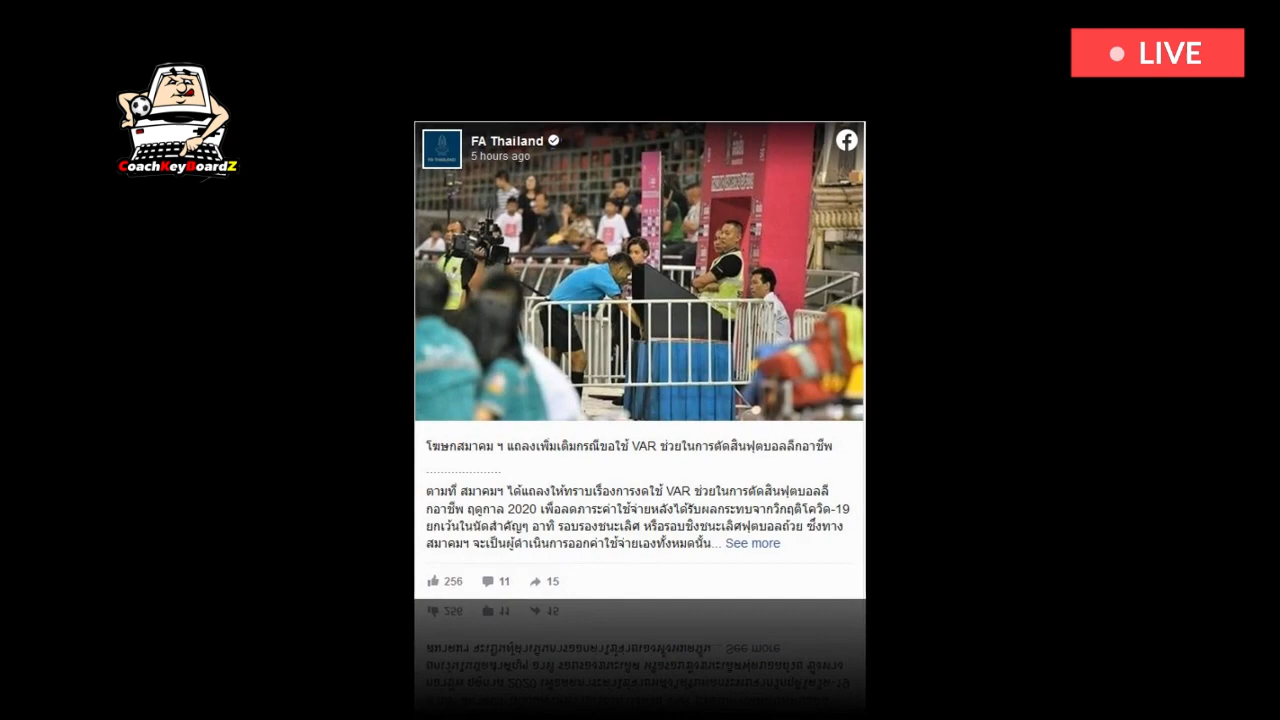 LIVE
CoachKeyBoardZ
FA Thailand
5 hours ago
FA THAILAND
โฆษกสมาคม ฯ แถลงเพิ่มเติมกรณีขอใช้ VAR ช่วยในการตัดสินฟุตบอลลีกอาชีพ
---------------------
ตามที่ สมาคมฯ ได้แถลงให้ทราบเรื่องการงดใช้ VAR ช่วยในการตัดสินฟุตบอลลี
กอาชีพ ฤดูกาล 2020 เพื่อลดภาระค่าใช้จ่ายหลังได้รับผลกระทบจากวิกฤติโควิด-19
ยกเว้นในนัดสำคัญๆ อาทิ รอบรองชนะเลิศ หรือรอบชิงชนะเลิศฟุตบอลถ้วย ซึ่งทาง
สมาคมฯ จะเป็นผู้ดำเนินการออกค่าใช้จ่ายเองทั้งหมดนั้น... See more
256 11 15